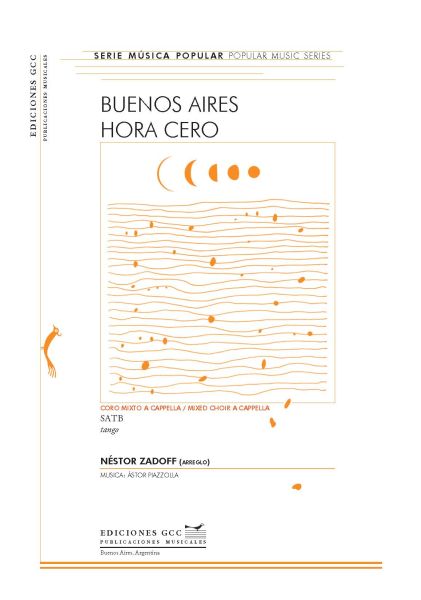 EDICIONES GCC
PUBLICACIONES MUSICALES
SERIE MÚSICA POPULAR POPULAR MUSIC SERIES
BUENOS AIRES
HORA CERO
CORO MIXTO A CAPPELLA / MIXED CHOIR A CAPPELLA
SATB
tango
NÉSTOR ZADOFF (ARREGLO)
MUSICA: ÁSTOR PIAZZOLLA
EDICIONES GCC
PUBLICACIONES MUSICALES
Buenos Aires, Argentina